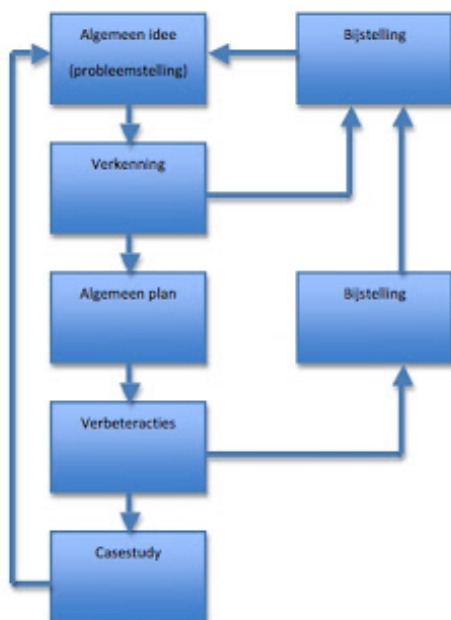 Algemeen idee
(probleemstelling)
Bijstelling
Verkenning
Algemeen plan
Bijstelling
Verbeteracties
Casestudy